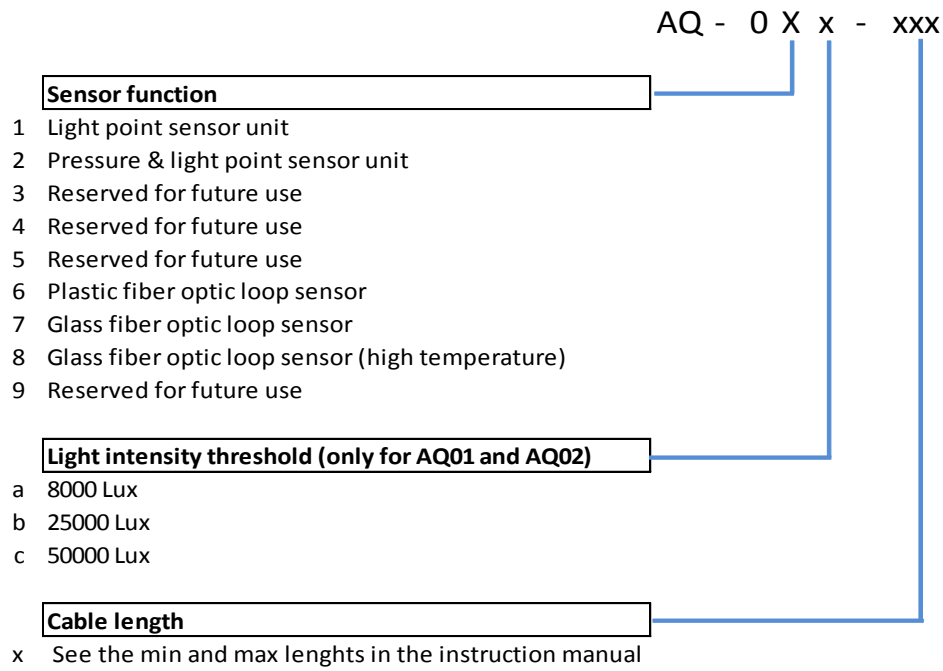 AQ - 0 X x - xxx
Sensor function
1 Light point sensor unit
2 Pressure & light point sensor unit
3 Reserved for future use
4 Reserved for future use
5 Reserved for future use
6 Plastic fiber optic loop sensor
7 Glass fiber optic loop sensor
8 Glass fiber optic loop sensor (high temperature)
9 Reserved for future use
Light intensity threshold (only for AQ01 and AQ02)
a 8000 Lux
b 25000 Lux
c 50000 Lux
Cable length
x See the min and max lenghts in the instruction manual